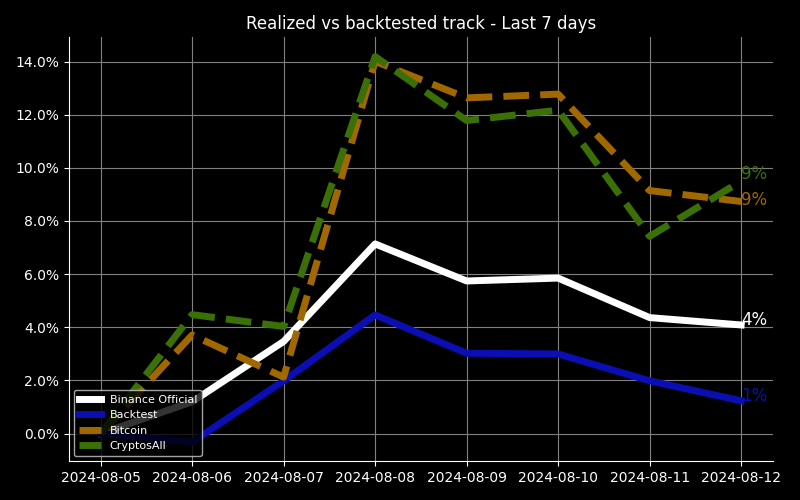 Realized vs backtested track - Last 7 days
14.0%
12.0%
10.0%
8.0%
6.0%
4.0%
2.0%
0.0%
9%
9%
4%
1%
Binance Official
Backtest
Bitcoin
CryptosAll
2024-08-05 2024-08-06 2024-08-07 2024-08-08 2024-08-09 2024-08-10 2024-08-11 2024-08-12